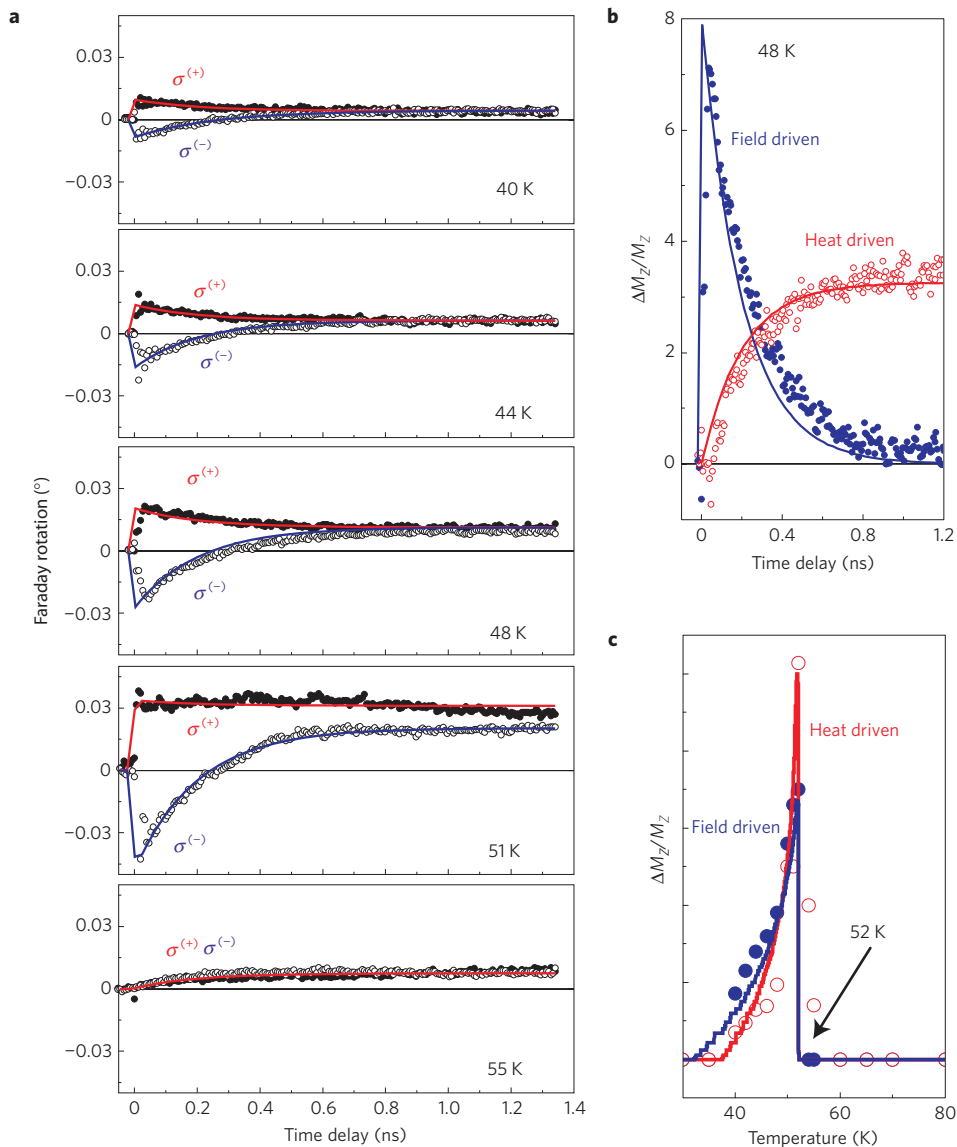 a
0.03
0
−0.03
σ(+)
σ(−)
40 K
0.03
0
−0.03
σ(+)
σ(−)
44 K
0.03
0
−0.03
σ(+)
σ(−)
48 K
0.03
0
−0.03
σ(+)
σ(−)
51 K
0.03
0
−0.03
σ(+) σ(−)
55 K
0 0.2 0.4 0.6 0.8 1.0 1.2 1.4
Time delay (ns)
Faraday rotation (°)
b
48 K
8
6
4
2
0
Field driven
Heat driven
ΔMZ/MZ
0 0.4 0.8 1.2
Time delay (ns)
c
Heat driven
Field driven
52 K
ΔMZ/MZ
40 60 80
Temperature (K)